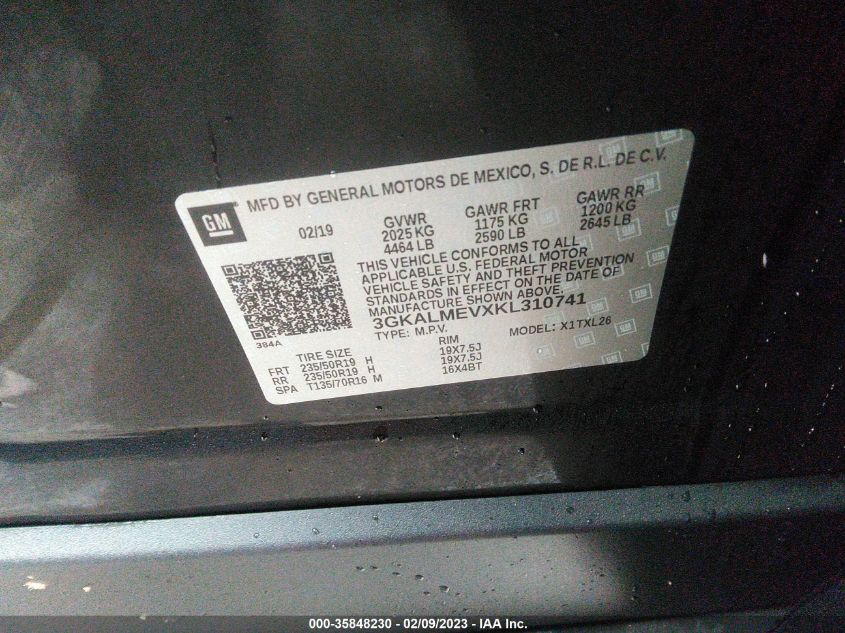 GM
MFD BY GENERAL MOTORS DE MEXICO, S. DE R.L. DE C.V.
02/19 GVWR GAWR FRT GAWR RR
2025 KG 1175 KG 1200 KG
4464 LB 2590 LB 2645 LB
THIS VEHICLE CONFORMS TO ALL
APPLICABLE U.S. FEDERAL MOTOR
VEHICLE SAFETY AND THEFT PREVENTION
STANDARDS IN EFFECT ON THE DATE OF
MANUFACTURE SHOWN ABOVE.
3GKALMEVXKL310741
384A TYPE: M.P.V. MODEL: X1TXL26
TIRE SIZE RIM
FRT 235/50R19 H 19X7.5J
RR 235/50R19 H 19X7.5J
SPA T135/70R16 M 16X4BT
000-35848230 - 02/09/2023 - IAA Inc.